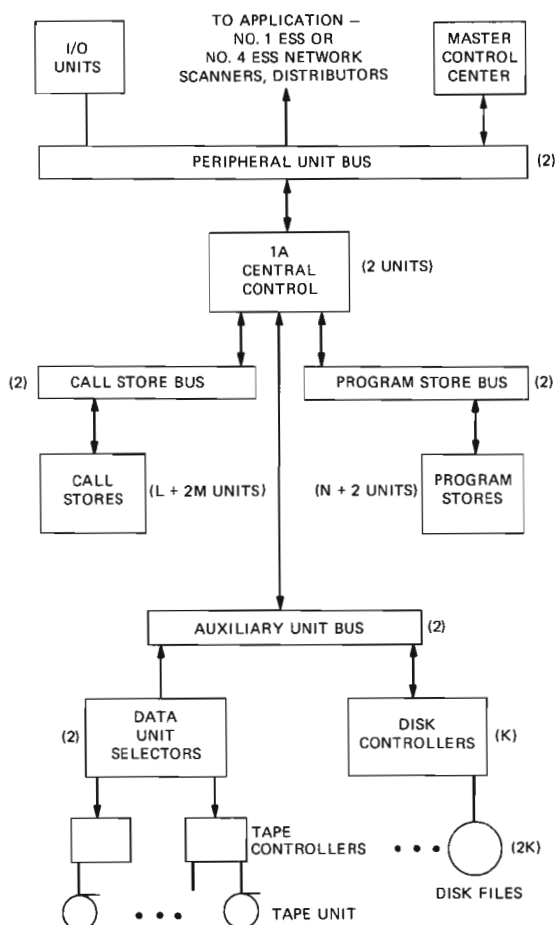 I/O
UNITS
TO APPLICATION –
NO. 1 ESS OR
NO. 4 ESS NETWORK
SCANNERS, DISTRIBUTORS
MASTER
CONTROL
CENTER
PERIPHERAL UNIT BUS
(2)
1A
CENTRAL
CONTROL
(2 UNITS)
(2)
CALL STORE BUS
PROGRAM STORE BUS
(2)
CALL
STORES
(L + 2M UNITS)
(N + 2 UNITS)
PROGRAM
STORES
AUXILIARY UNIT BUS
(2)
(2)
DATA
UNIT
SELECTORS
DISK
CONTROLLERS
(K)
TAPE
CONTROLLERS
• • •
(2K)
DISK FILES
• • •
TAPE UNIT